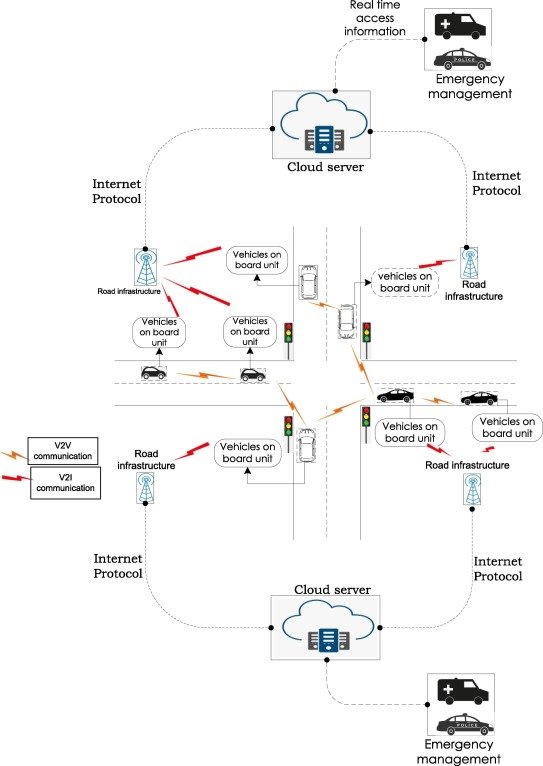 Real time
access
information
POLICE
Emergency
management
Cloud server
Internet
Protocol
Internet
Protocol
Vehicles on
board unit
vehicles on
board unit
Road infrastructure
Road
infrastructure
Vehicles
on board
unit
Vehicles
on board
unit
Vehicles on
board unit
Vehicles on
board unit
V2V
communication
V2I
communication
Road
infrastructure
Vehicles on
board unit
Road infrastructure
Internet
Protocol
Internet
Protocol
Cloud server
POLICE
Emergency
management